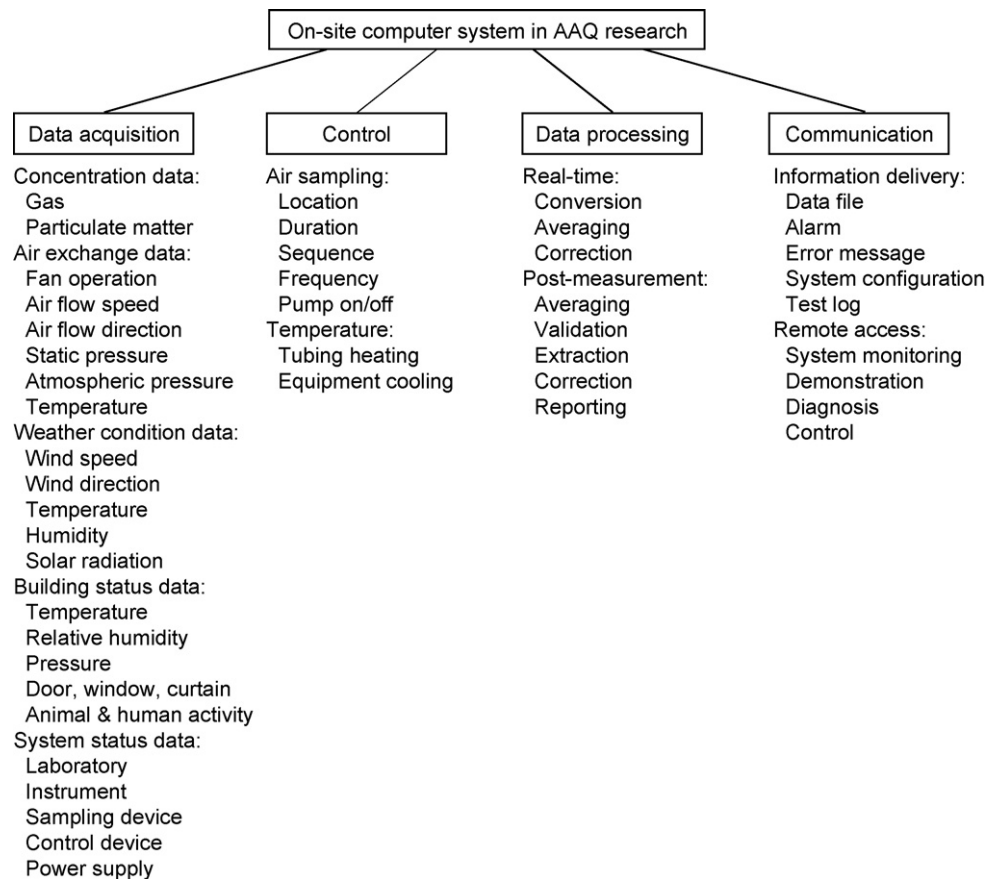 On-site computer system in AAQ research
Data acquisition
Concentration data:
Gas
Particulate matter
Air exchange data:
Fan operation
Air flow speed
Air flow direction
Static pressure
Atmospheric pressure
Temperature
Weather condition data:
Wind speed
Wind direction
Temperature
Humidity
Solar radiation
Building status data:
Temperature
Relative humidity
Pressure
Door, window, curtain
Animal & human activity
System status data:
Laboratory
Instrument
Sampling device
Control device
Power supply
Control
Air sampling:
Location
Duration
Sequence
Frequency
Pump on/off
Temperature:
Tubing heating
Equipment cooling
Data processing
Real-time:
Conversion
Averaging
Correction
Post-measurement:
Averaging
Validation
Extraction
Correction
Reporting
Communication
Information delivery:
Data file
Alarm
Error message
System configuration
Test log
Remote access:
System monitoring
Demonstration
Diagnosis
Control